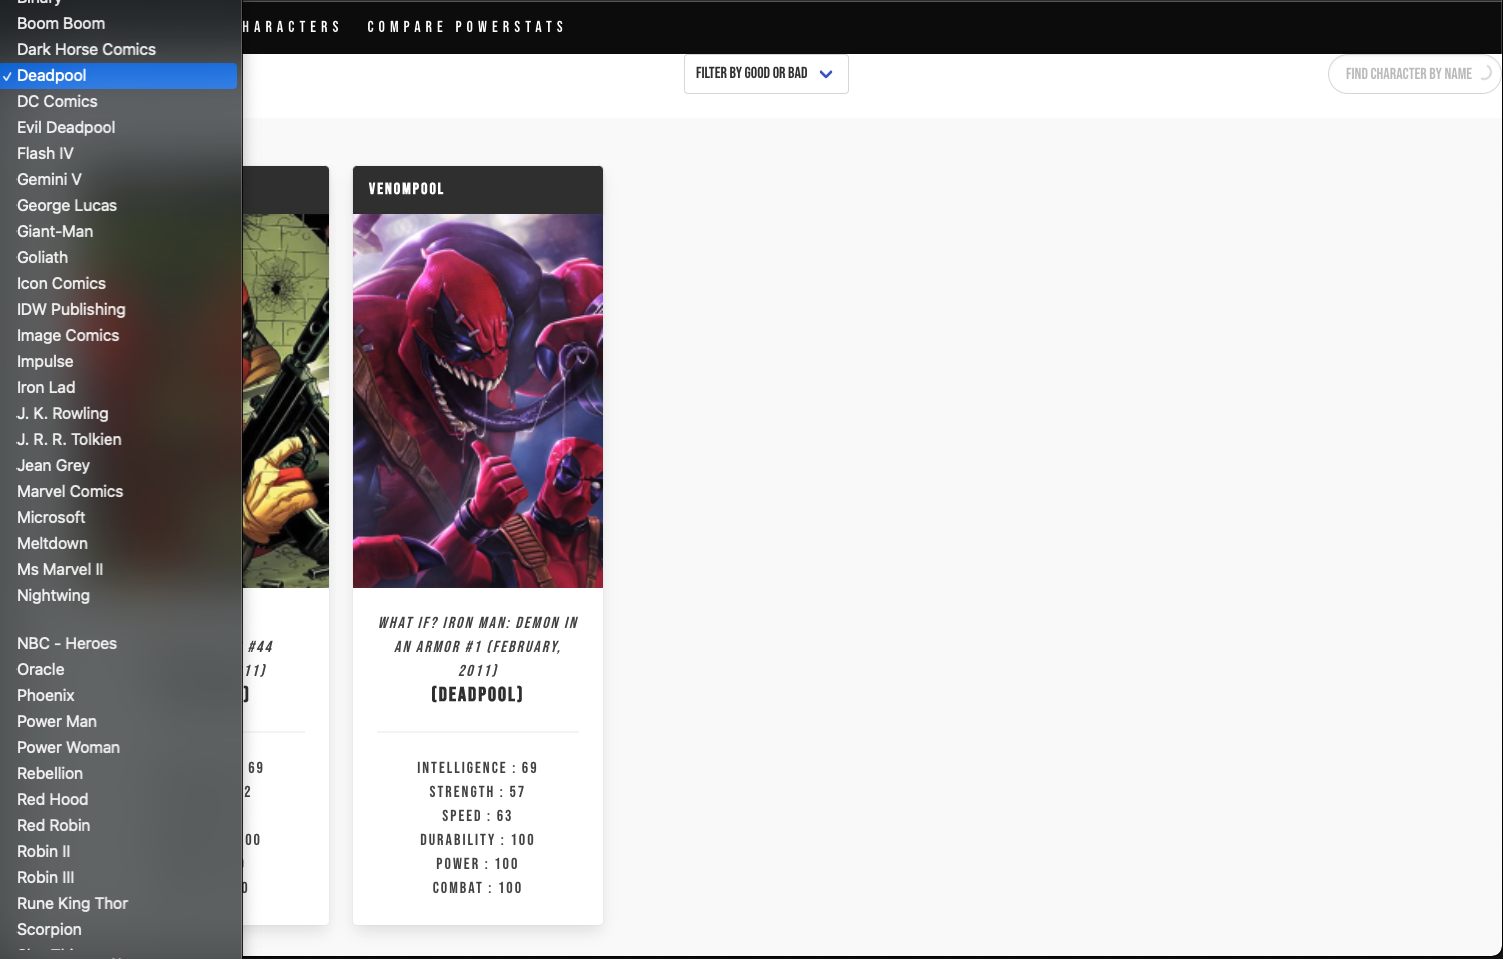 Boom Boom
Dark Horse Comics
✓ Deadpool
DC Comics
Evil Deadpool
Flash IV
Gemini V
George Lucas
Giant-Man
Goliath
Icon Comics
IDW Publishing
Image Comics
Impulse
Iron Lad
J. K. Rowling
J. R. R. Tolkien
Jean Grey
Marvel Comics
Microsoft
Meltdown
Ms Marvel II
Nightwing
NBC - Heroes
Oracle
Phoenix
Power Man
Power Woman
Rebellion
Red Hood
Red Robin
Robin II
Robin III
Rune King Thor
Scorpion
HARACTERS
COMPARE POWERSTATS
FILTER BY GOOD OR BAD
FIND CHARACTER BY NAME
#44
11)
)
69
2
00
0
VENOMPOOL
WHAT IF? IRON MAN: DEMON IN
AN ARMOR #1 (FEBRUARY,
2011)
(DEADPOOL)
INTELLIGENCE : 69
STRENGTH : 57
SPEED : 63
DURABILITY : 100
POWER : 100
COMBAT : 100